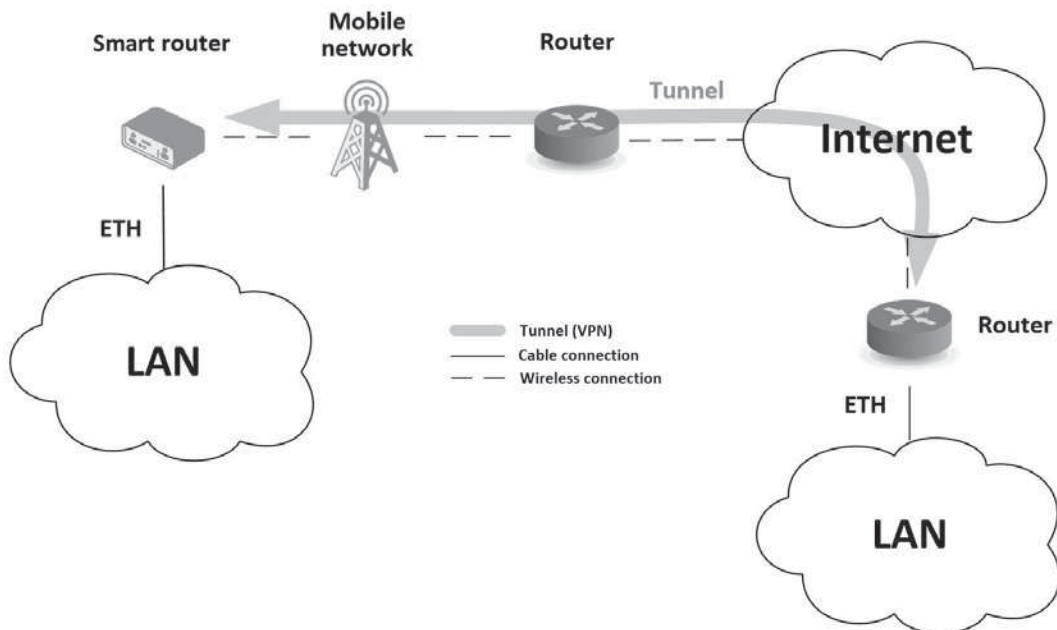 Smart router
Mobile
network
Router
Tunnel
Internet
ETH
LAN
Tunnel (VPN)
Cable connection
Wireless connection
Router
ETH
LAN